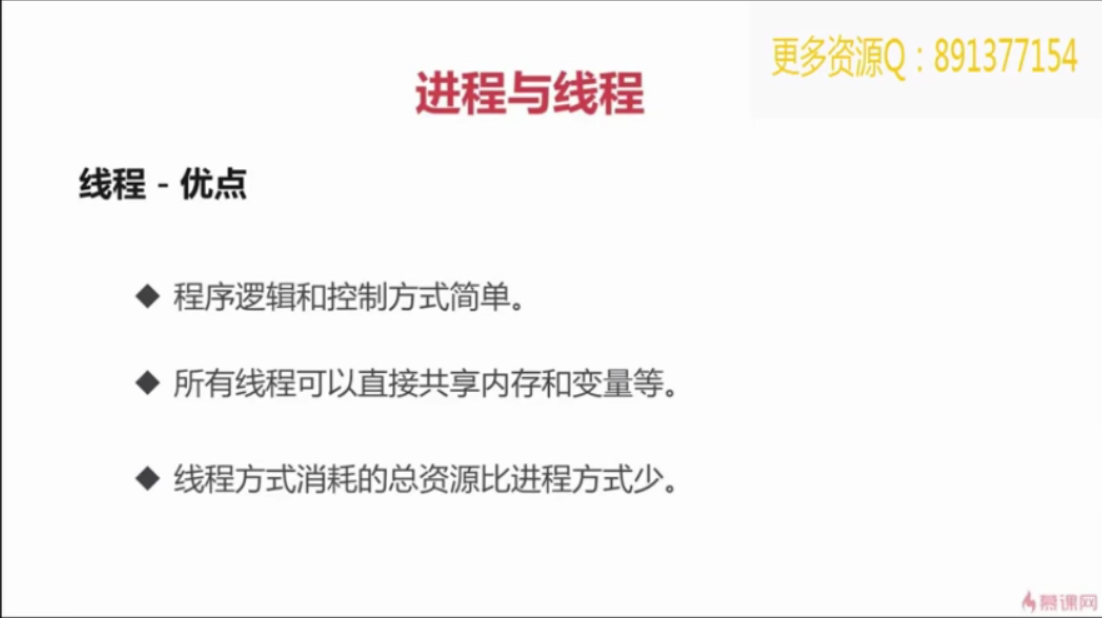 更多资源Q：891377154
进程与线程
线程 - 优点
◆ 程序逻辑和控制方式简单。
◆ 所有线程可以直接共享内存和变量等。
◆ 线程方式消耗的总资源比进程方式少。
慕课网